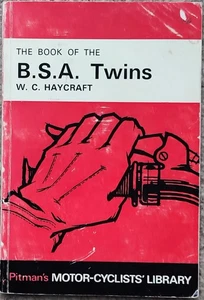 THE BOOK OF THE
B.S.A. Twins
W. C. HAYCRAFT
Pitman's MOTOR-CYCLISTS' LIBRARY